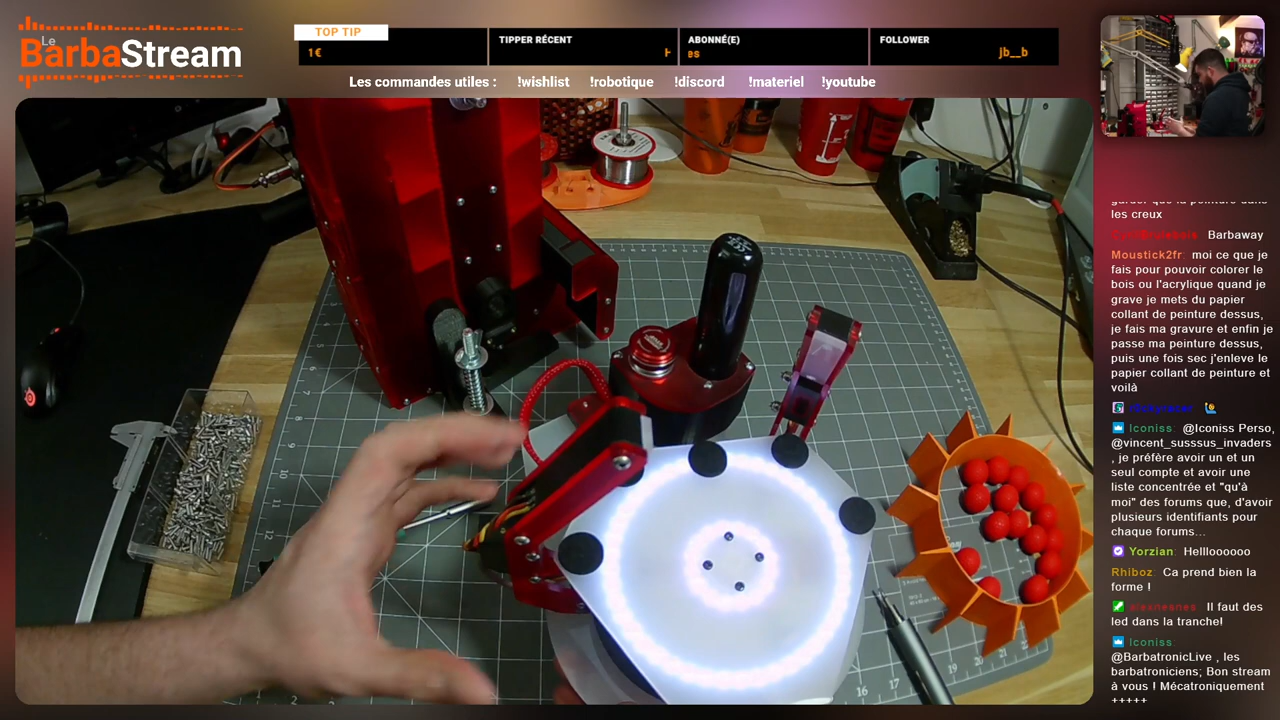 Le
BarbaStream
TOP TIP
1€
TIPPER RÉCENT
ABONNÉ(E)
es
FOLLOWER
jb__b
Les commandes utiles : !wishlist !robotique !discord !materiel !youtube
les creux
Barbaway
Moustick2fr: moi ce que je
fais pour pouvoir colorer le
bois ou l'acrylique quand je
grave je mets du papier
collant de peinture dessus,
je fais ma gravure et enfin je
passe ma peinture dessus,
puis une fois sec j'enleve le
papier collant de peinture et
voilà
Iconiss: @Iconiss Perso,
@vincent_susssus_invaders
, je préfère avoir un et un
seul compte et avoir une
liste concentrée et "qu'à
moi" des forums que, d'avoir
plusieurs identifiants pour
chaque forums...
Yorzian: Hellloooooo
Rhiboz: Ca prend bien la
forme !
Il faut des
led dans la tranche!
Iconiss:
@BarbatronicLive , les
barbatroniciens; Bon stream
à vous ! Mécatroniquement
+++++